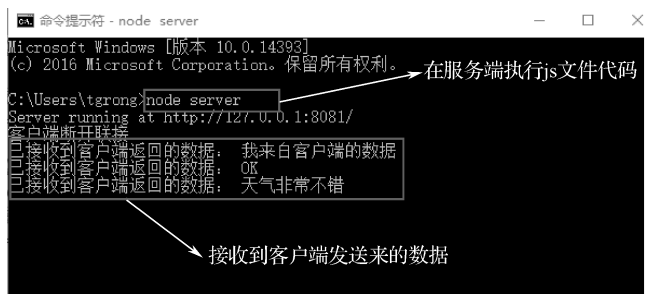 命令提示符 - node server
Microsoft Windows [版本 10.0.14393]
(c) 2016 Microsoft Corporation。保留所有权利。
在服务端执行js文件代码
C:\Users\tgrong>node server
Server running at http://127.0.0.1:8081/
客户端断开联接
已接收到客户端返回的数据： 我来自客户端的数据
已接收到客户端返回的数据： OK
已接收到客户端返回的数据： 天气非常不错
接收到客户端发送来的数据